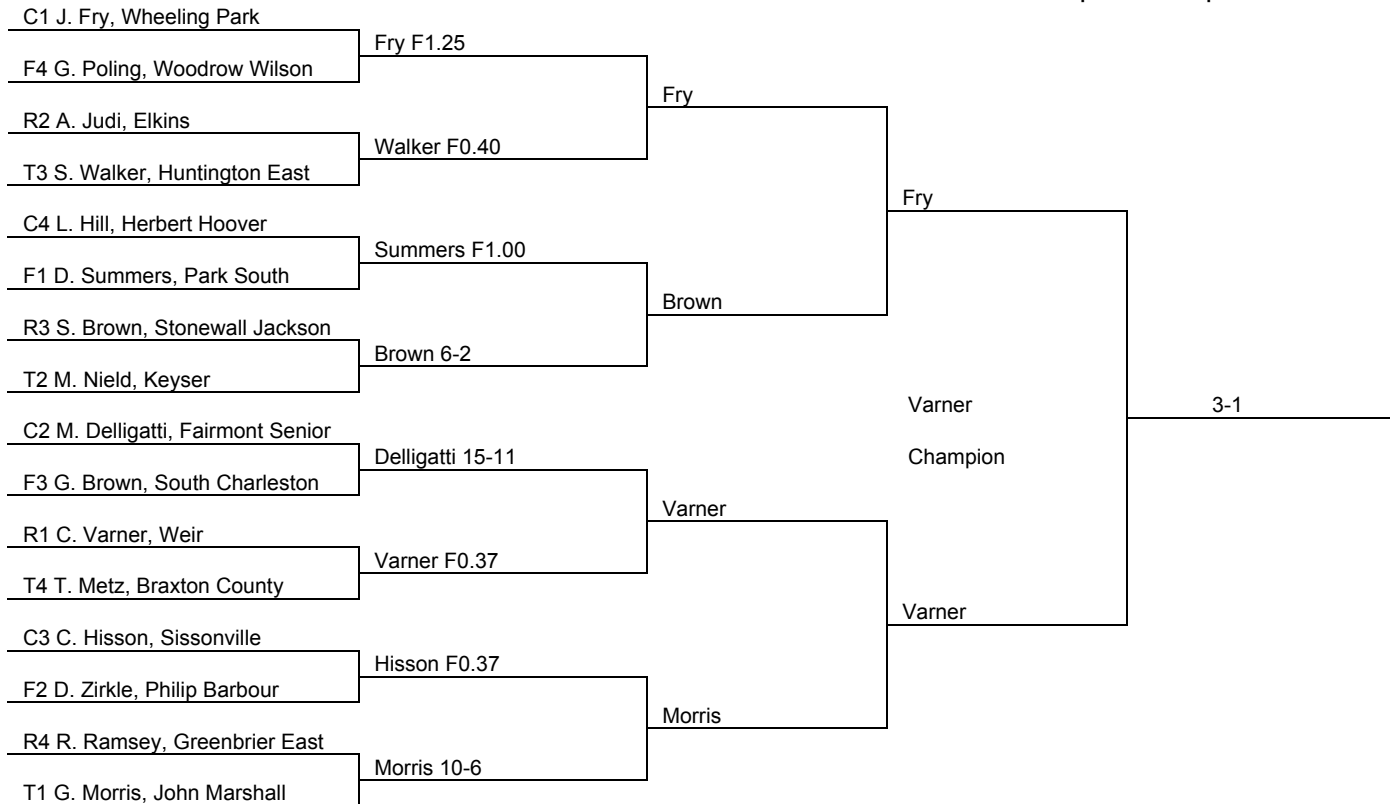 C1 J. Fry, Wheeling Park
Fry F1.25
F4 G. Poling, Woodrow Wilson
Fry
R2 A. Judi, Elkins
Walker F0.40
T3 S. Walker, Huntington East
Fry
C4 L. Hill, Herbert Hoover
Summers F1.00
F1 D. Summers, Park South
Brown
R3 S. Brown, Stonewall Jackson
Brown 6-2
T2 M. Nield, Keyser
Varner 3-1
C2 M. Delligatti, Fairmont Senior
Delligatti 15-11 Champion
F3 G. Brown, South Charleston
Varner
R1 C. Varner, Weir
Varner F0.37
T4 T. Metz, Braxton County
Varner
C3 C. Hisson, Sissonville
Hisson F0.37
F2 D. Zirkle, Philip Barbour
Morris
R4 R. Ramsey, Greenbrier East
Morris 10-6
T1 G. Morris, John Marshall